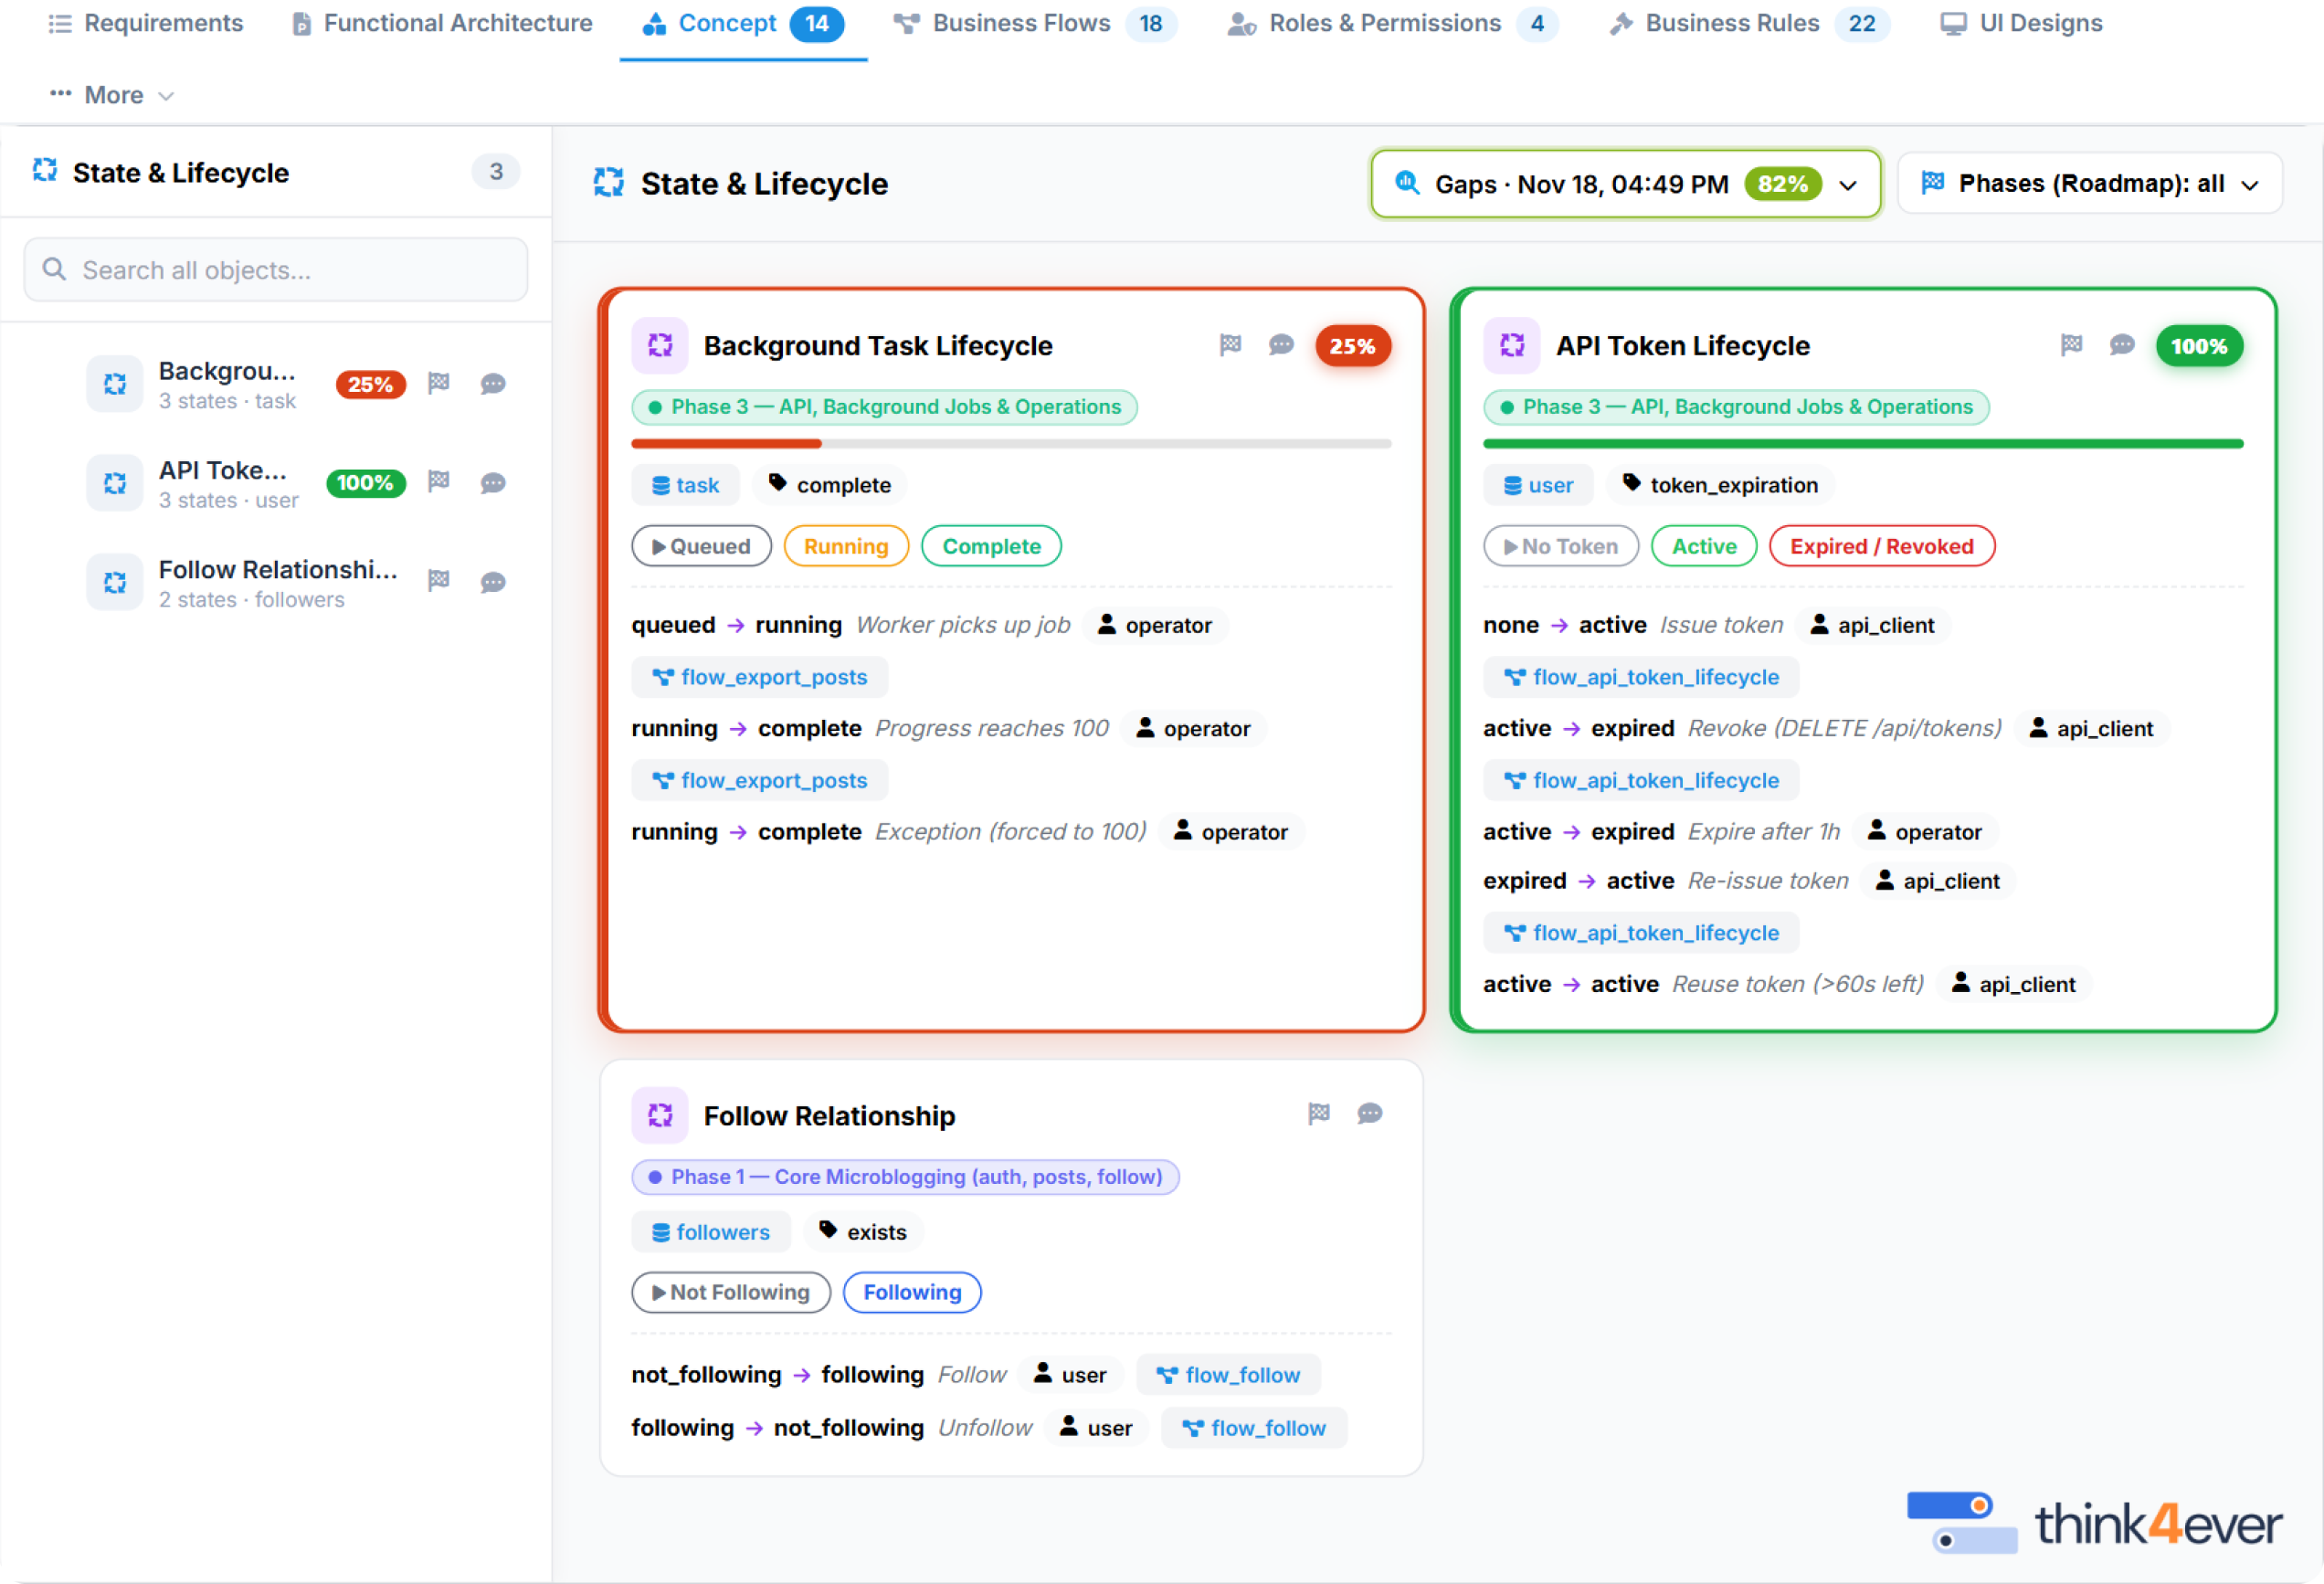 Requirements
Functional Architecture
Concept 14
Business Flows 18
Roles & Permissions 4
Business Rules 22
UI Designs
More
State & Lifecycle 3
Search all objects...
Backgrou... 25%
3 states · task
API Toke... 100%
3 states · user
Follow Relationshi...
2 states · followers
State & Lifecycle
Gaps · Nov 18, 04:49 PM 82%
Phases (Roadmap): all
Background Task Lifecycle 25%
Phase 3 — API, Background Jobs & Operations
task complete
Queued Running Complete
queued → running Worker picks up job operator
flow_export_posts
running → complete Progress reaches 100 operator
flow_export_posts
running → complete Exception (forced to 100) operator
API Token Lifecycle 100%
Phase 3 — API, Background Jobs & Operations
user token_expiration
No Token Active Expired / Revoked
none → active Issue token api_client
flow_api_token_lifecycle
active → expired Revoke (DELETE /api/tokens) api_client
flow_api_token_lifecycle
active → expired Expire after 1h operator
expired → active Re-issue token api_client
flow_api_token_lifecycle
active → active Reuse token (>60s left) api_client
Follow Relationship
Phase 1 — Core Microblogging (auth, posts, follow)
followers exists
Not Following Following
not_following → following Follow user flow_follow
following → not_following Unfollow user flow_follow
think4ever